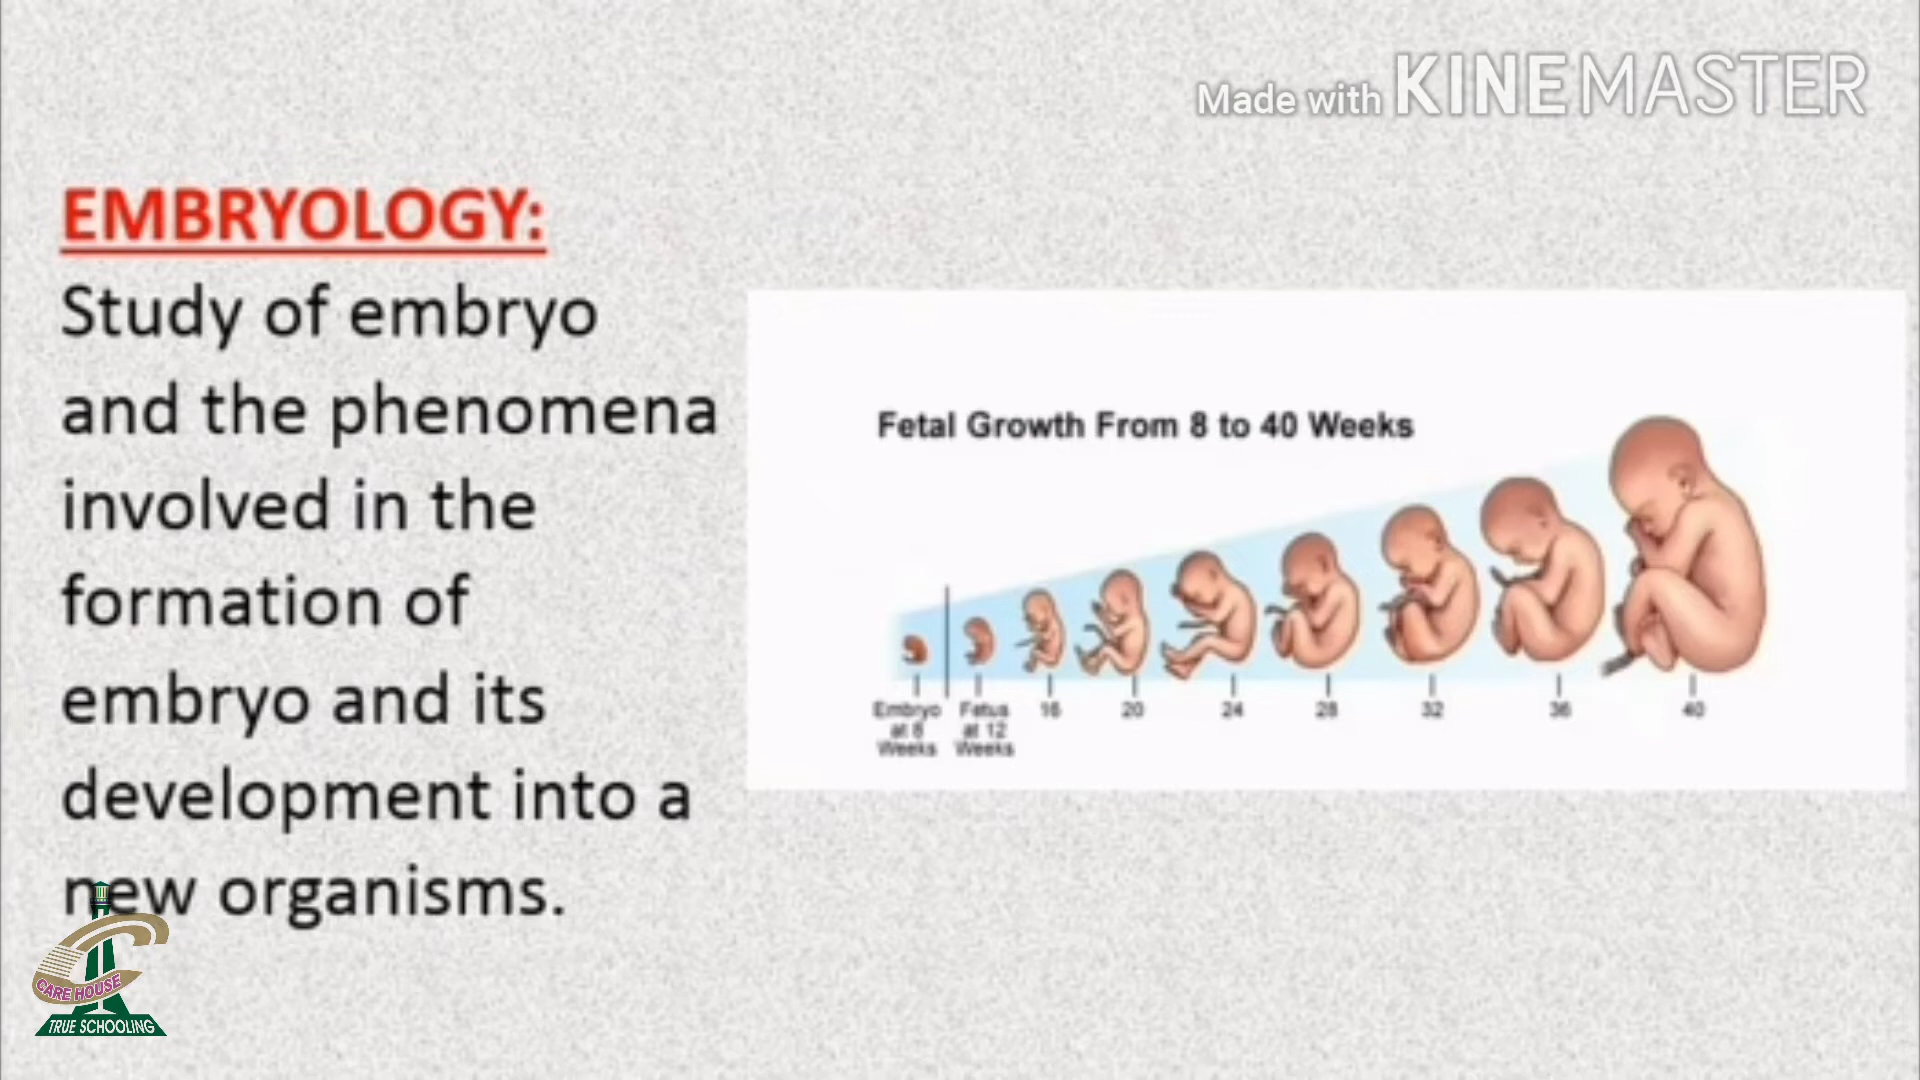 Made with KINEMASTER
EMBRYOLOGY:
Study of embryo
and the phenomena
involved in the
formation of
embryo and its
development into a
new organisms.
Fetal Growth From 8 to 40 Weeks
Embryo at 8 Weeks
Fetus at 12 Weeks
16 20 24 28 32 36 40
CARE HOUSE
TRUE SCHOOLING